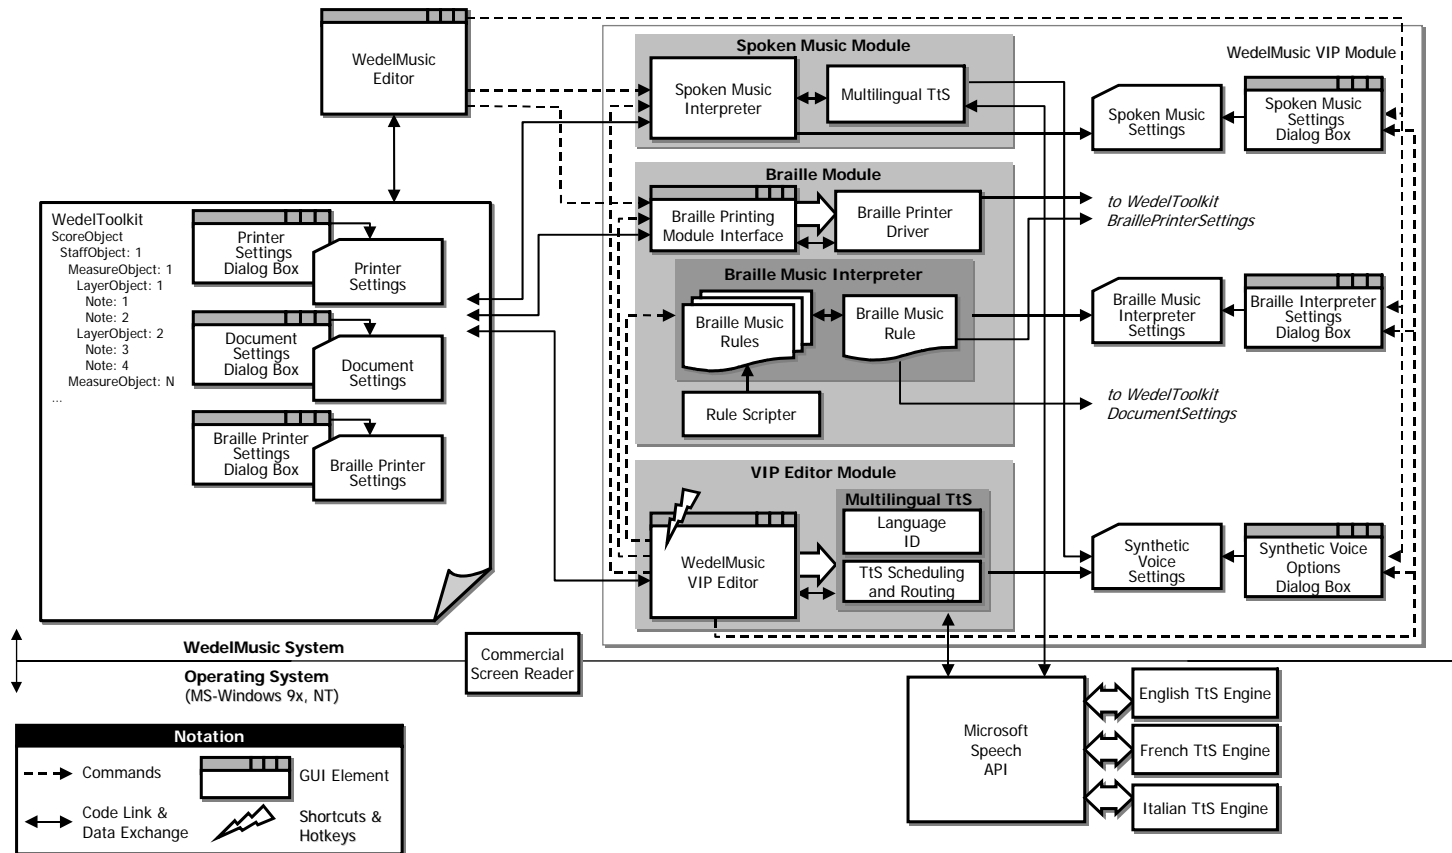 WedelMusic
Editor
WedelToolkit
ScoreObject
StaffObject: 1
MeasureObject: 1
LayerObject: 1
Note: 1
Note: 2
LayerObject: 2
Note: 3
Note: 4
MeasureObject: N
...
Printer
Settings
Dialog Box
Printer
Settings
Document
Settings
Dialog Box
Document
Settings
Braille Printer
Settings
Dialog Box
Braille Printer
Settings
Spoken Music Module
Spoken Music
Interpreter
Multilingual TtS
WedelMusic VIP Module
Spoken Music
Settings
Spoken Music
Settings
Dialog Box
Braille Module
Braille Printing
Module Interface
Braille Printer
Driver
to WedelToolkit
BraillePrinterSettings
Braille Music Interpreter
Braille Music
Rules
Braille Music
Rule
Rule Scripter
Braille Music
Interpreter
Settings
Braille Interpreter
Settings
Dialog Box
to WedelToolkit
DocumentSettings
VIP Editor Module
WedelMusic
VIP Editor
Multilingual TtS
Language
ID
TtS Scheduling
and Routing
Synthetic
Voice
Settings
Synthetic Voice
Options
Dialog Box
WedelMusic System
Operating System
(MS-Windows 9x, NT)
Commercial
Screen Reader
Microsoft
Speech
API
English TtS Engine
French TtS Engine
Italian TtS Engine
Notation
Commands
GUI Element
Code Link &
Data Exchange
Shortcuts &
Hotkeys